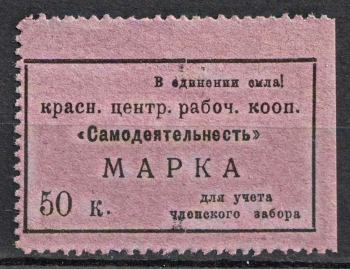 В единении сила!
красн. центр. рабоч. кооп.
«Самодеятельность»
МАРКА
50 к.
для учета
членского забора